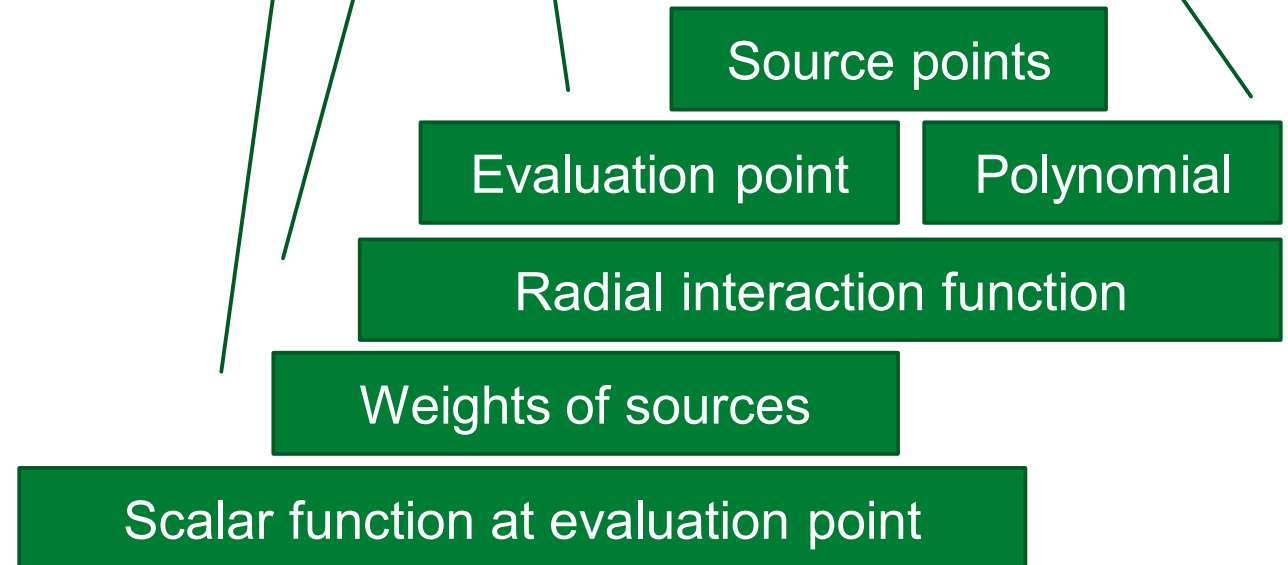 Source points
Evaluation point
Polynomial
Radial interaction function
Weights of sources
Scalar function at evaluation point